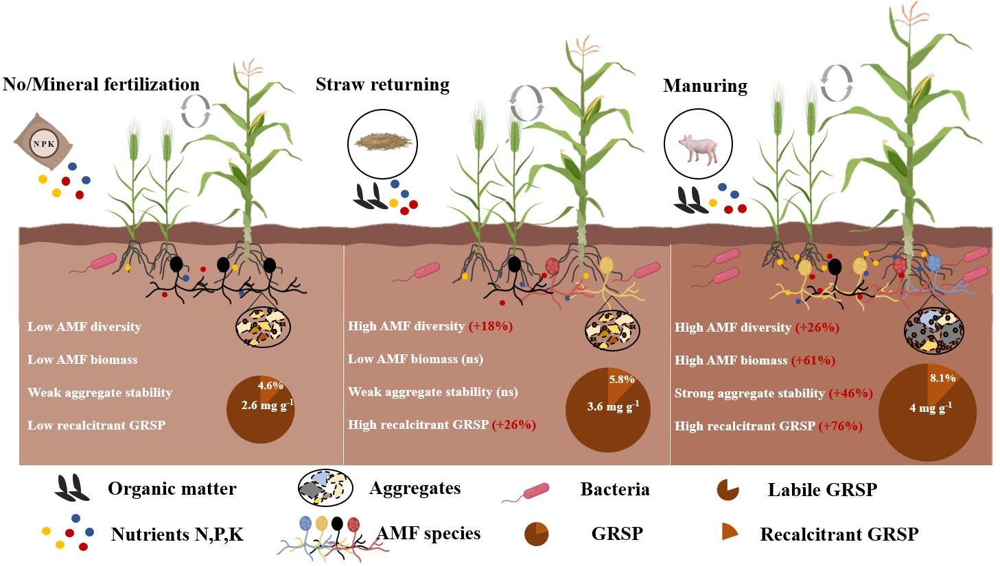 No/Mineral fertilization
Straw returning
Manuring
N P K
Low AMF diversity
Low AMF biomass
Weak aggregate stability
Low recalcitrant GRSP
4.6%
2.6 mg g-1
High AMF diversity (+18%)
Low AMF biomass (ns)
Weak aggregate stability (ns)
High recalcitrant GRSP (+26%)
5.8%
3.6 mg g-1
High AMF diversity (+26%)
High AMF biomass (+61%)
Strong aggregate stability (+46%)
High recalcitrant GRSP (+76%)
8.1%
4 mg g-1
Organic matter
Aggregates
Bacteria
Labile GRSP
Nutrients N,P,K
AMF species
GRSP
Recalcitrant GRSP